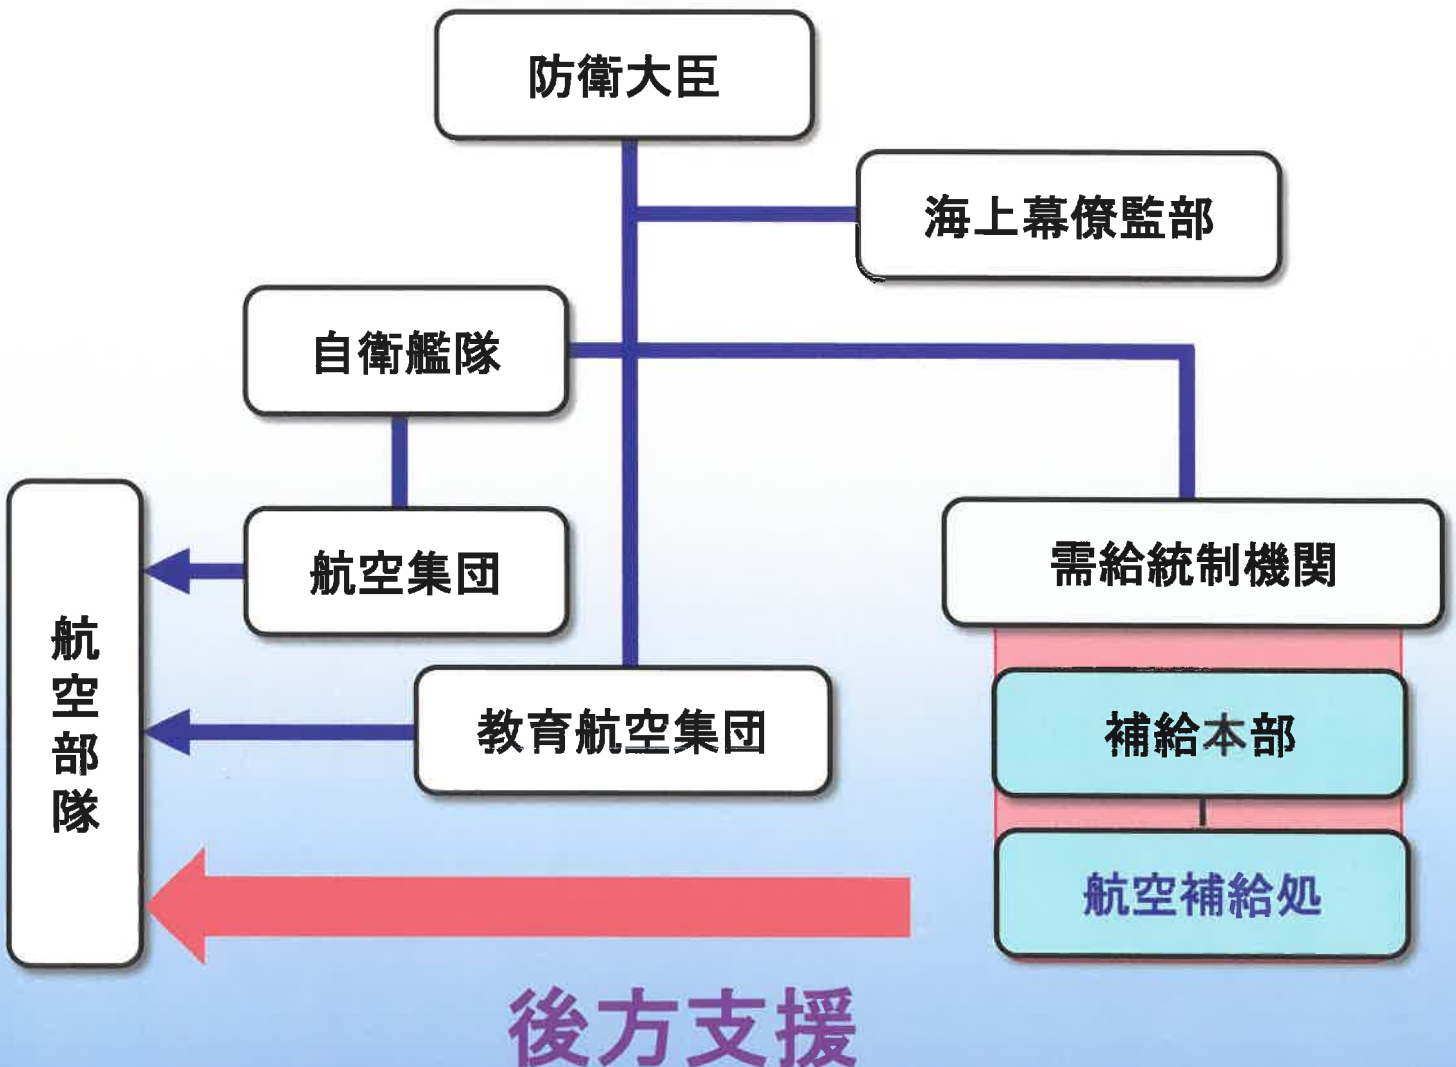 防衛大臣
海上幕僚監部
自衛艦隊
航空集団
需給統制機関
航空部隊
教育航空集団
補給本部
航空補給処
後方支援